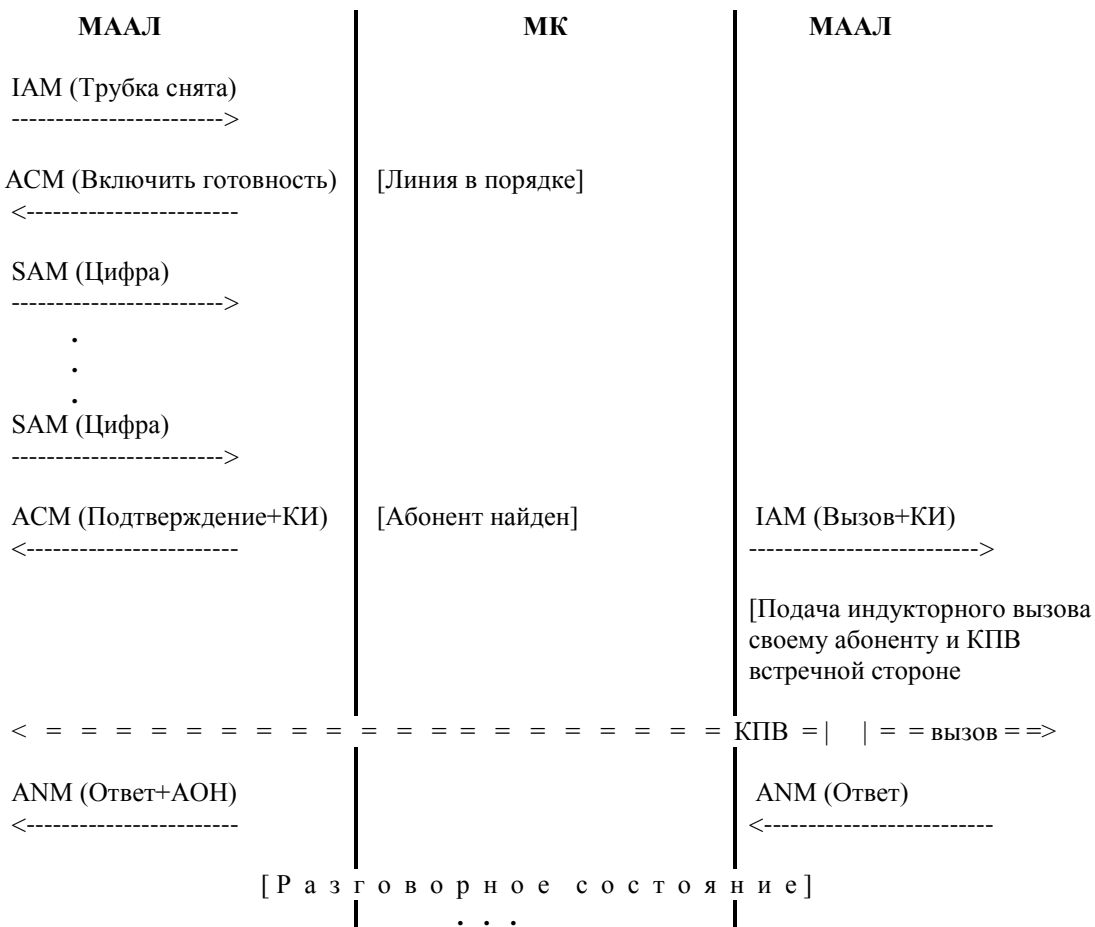 МААЛ МК МААЛ
IAM (Трубка снята)
------------------------>
ACM (Включить готовность) [Линия в порядке]
<------------------------
SAM (Цифра)
------------------------>
.
.
.
SAM (Цифра)
------------------------>
ACM (Подтверждение+КИ) [Абонент найден] IAM (Вызов+КИ)
<------------------------ -------------------------->
[Подача индукторного вызова
своему абоненту и КПВ
встречной стороне
< = = = = = = = = = = = = = = = = = = = = КПВ = | | = = вызов = =>
ANM (Ответ+АОН) ANM (Ответ)
<------------------------ <--------------------------
[Р а з г о в о р н о е с о с т о я н и е]
. . .